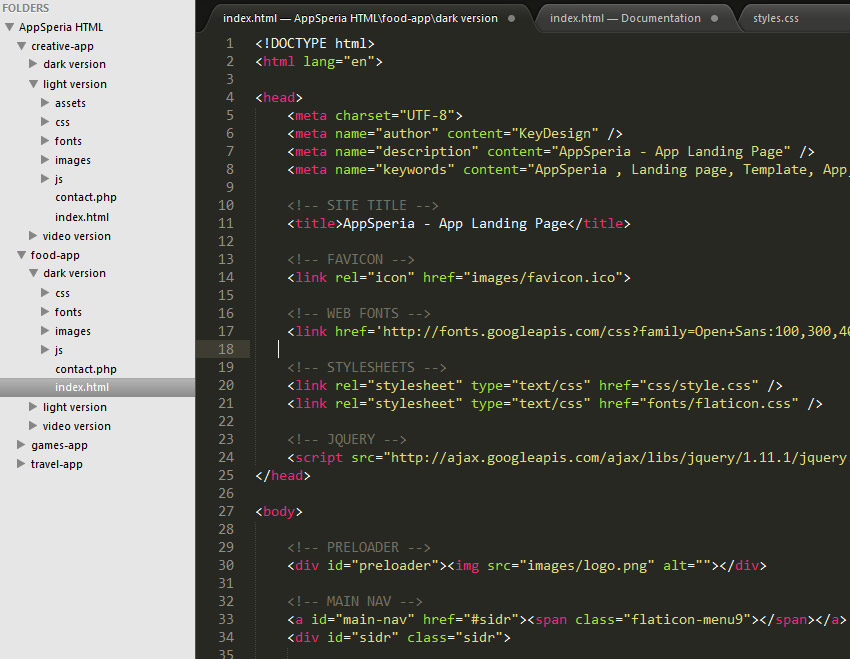 FOLDERS
AppSperia HTML
creative-app
dark version
light version
assets
css
fonts
images
js
contact.php
index.html
video version
food-app
dark version
css
fonts
images
js
contact.php
index.html
light version
video version
games-app
travel-app
index.html — AppSperia HTML\food-app\dark version
index.html — Documentation
styles.css
1 <!DOCTYPE html>
2 <html lang="en">
3
4 <head>
5 <meta charset="UTF-8">
6 <meta name="author" content="KeyDesign" />
7 <meta name="description" content="AppSperia - App Landing Page" />
8 <meta name="keywords" content="AppSperia , Landing page, Template, App,
9
10 <!-- SITE TITLE -->
11 <title>AppSperia - App Landing Page</title>
12
13 <!-- FAVICON -->
14 <link rel="icon" href="images/favicon.ico">
15
16 <!-- WEB FONTS -->
17 <link href='http://fonts.googleapis.com/css?family=Open+Sans:100,300,40
18
19 <!-- STYLESHEETS -->
20 <link rel="stylesheet" type="text/css" href="css/style.css" />
21 <link rel="stylesheet" type="text/css" href="fonts/flaticon.css" />
22
23 <!-- JQUERY -->
24 <script src="http://ajax.googleapis.com/ajax/libs/jquery/1.11.1/jquery.
25 </head>
26
27 <body>
28
29 <!-- PRELOADER -->
30 <div id="preloader"><img src="images/logo.png" alt=""></div>
31
32 <!-- MAIN NAV -->
33 <a id="main-nav" href="#sidr"><span class="flaticon-menu9"></span></a>
34 <div id="sidr" class="sidr">
35